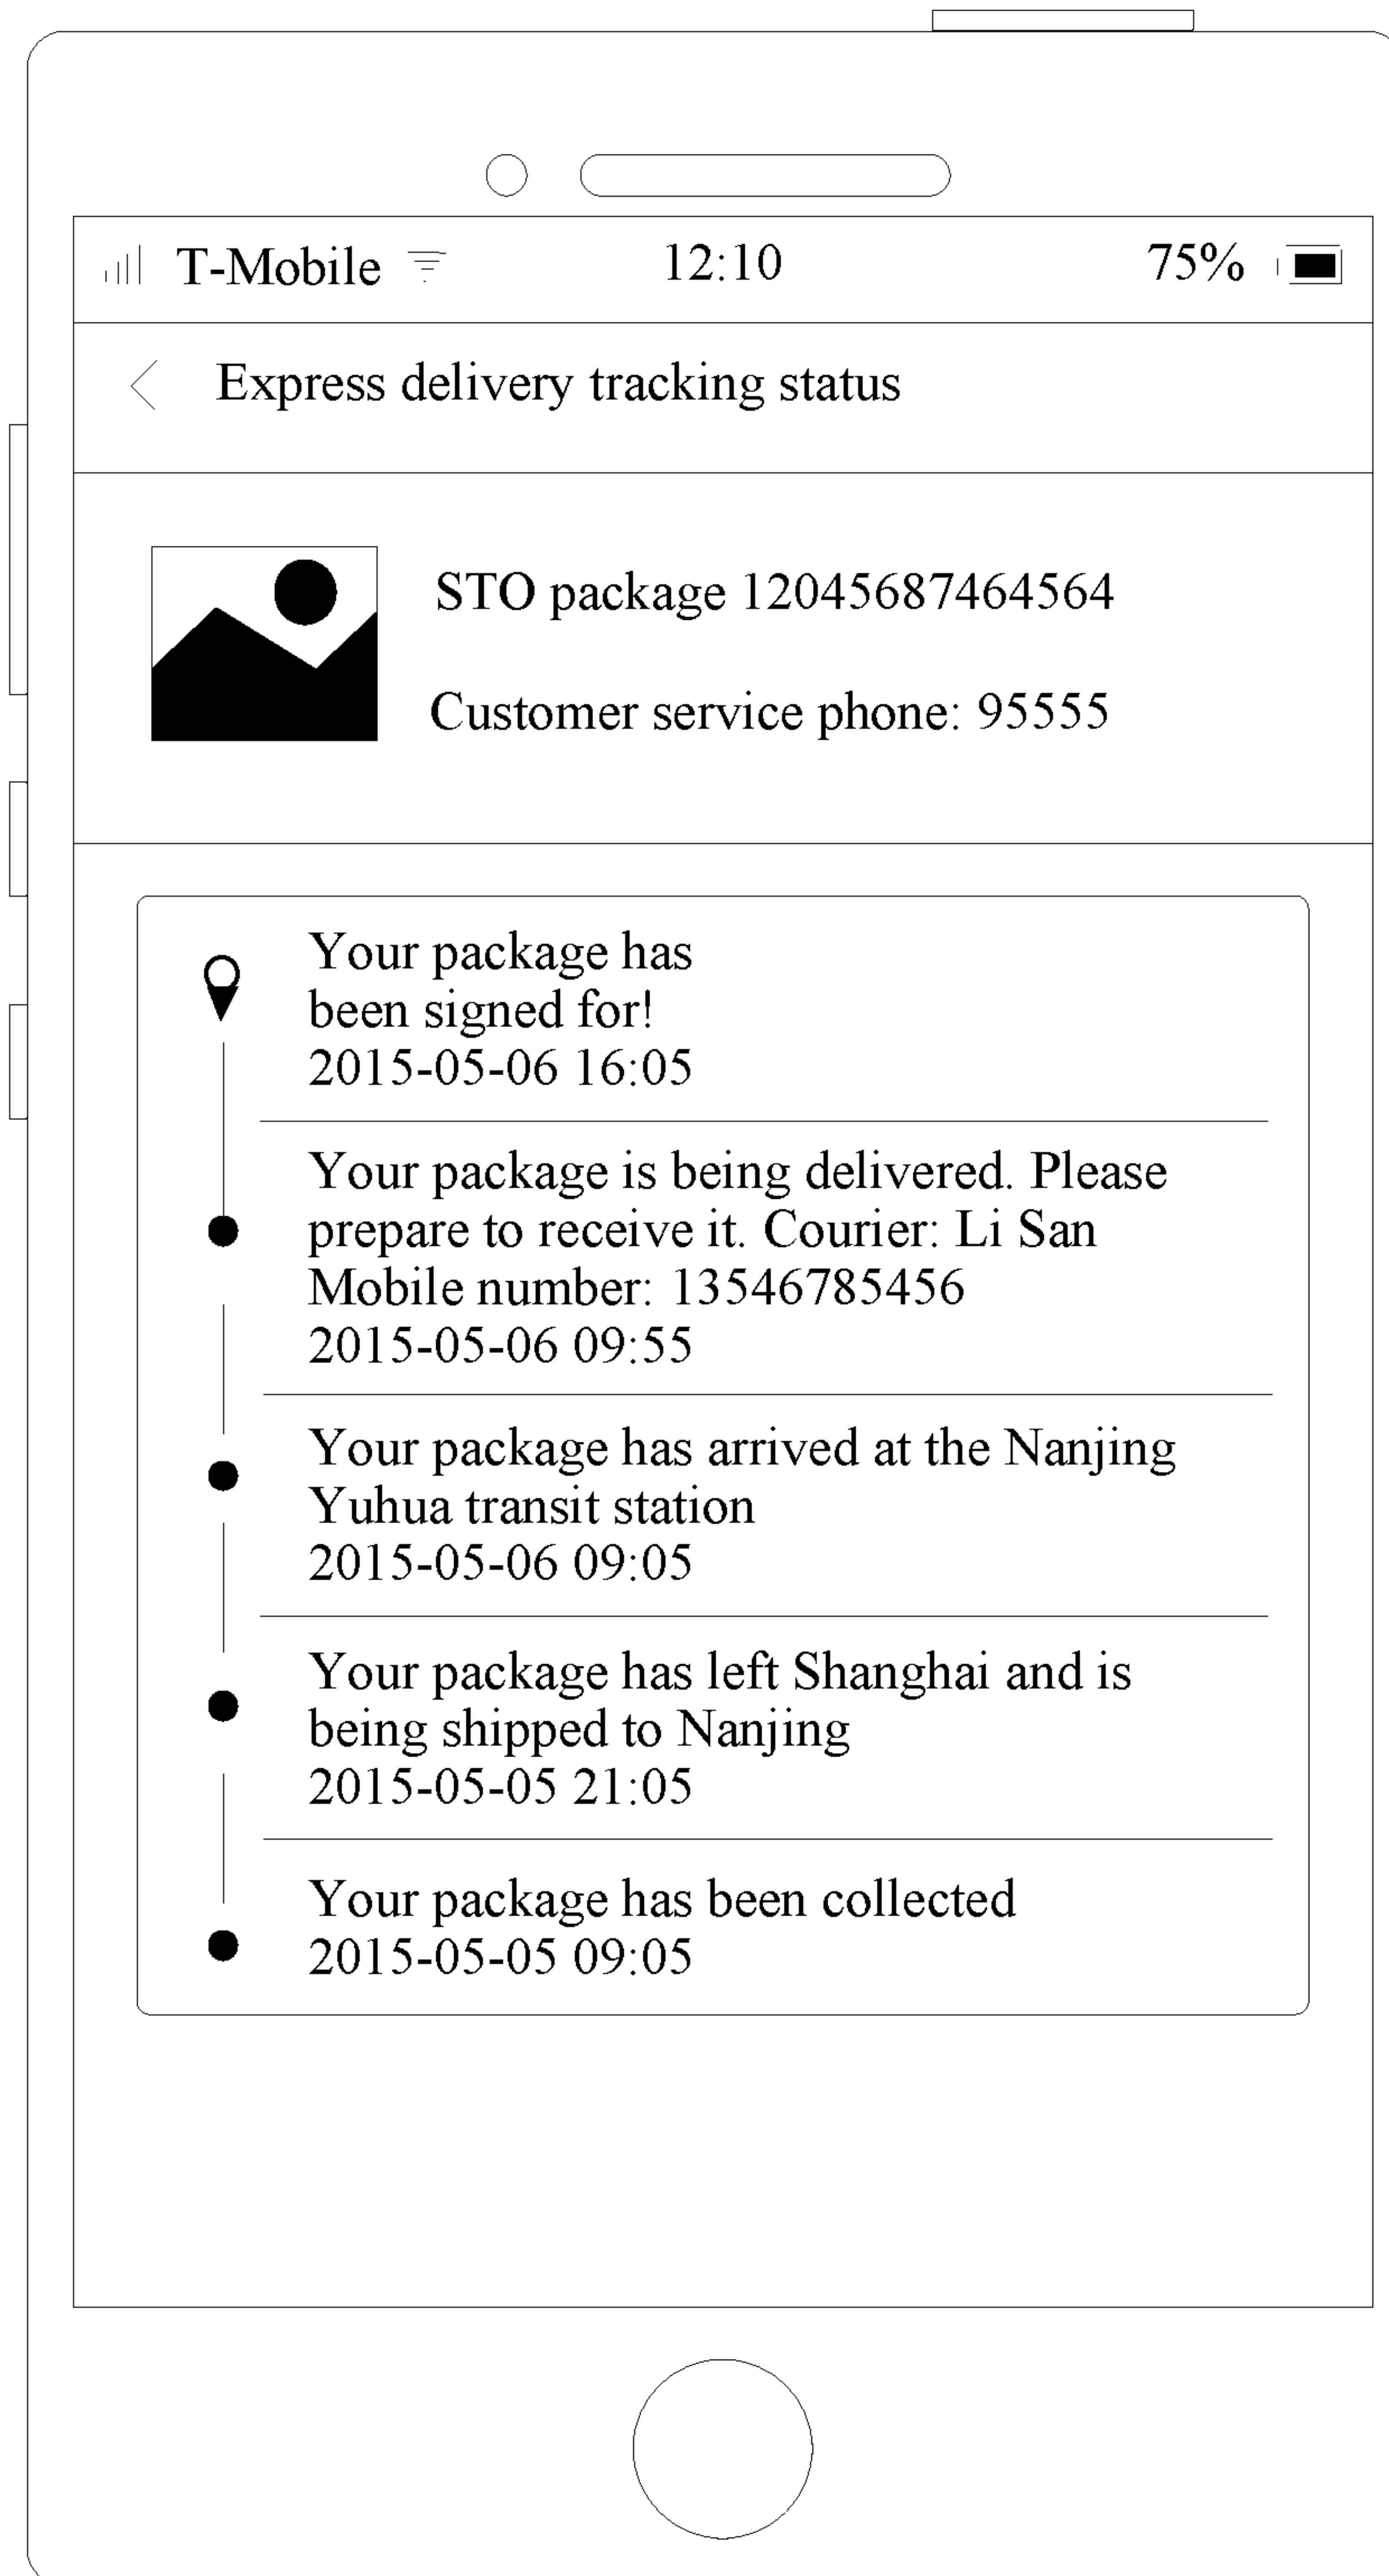 T-Mobile 12:10 75%
Express delivery tracking status
STO package 12045687464564
Customer service phone: 95555
Your package has
been signed for!
2015-05-06 16:05
Your package is being delivered. Please
prepare to receive it. Courier: Li San
Mobile number: 13546785456
2015-05-06 09:55
Your package has arrived at the Nanjing
Yuhua transit station
2015-05-06 09:05
Your package has left Shanghai and is
being shipped to Nanjing
2015-05-05 21:05
Your package has been collected
2015-05-05 09:05